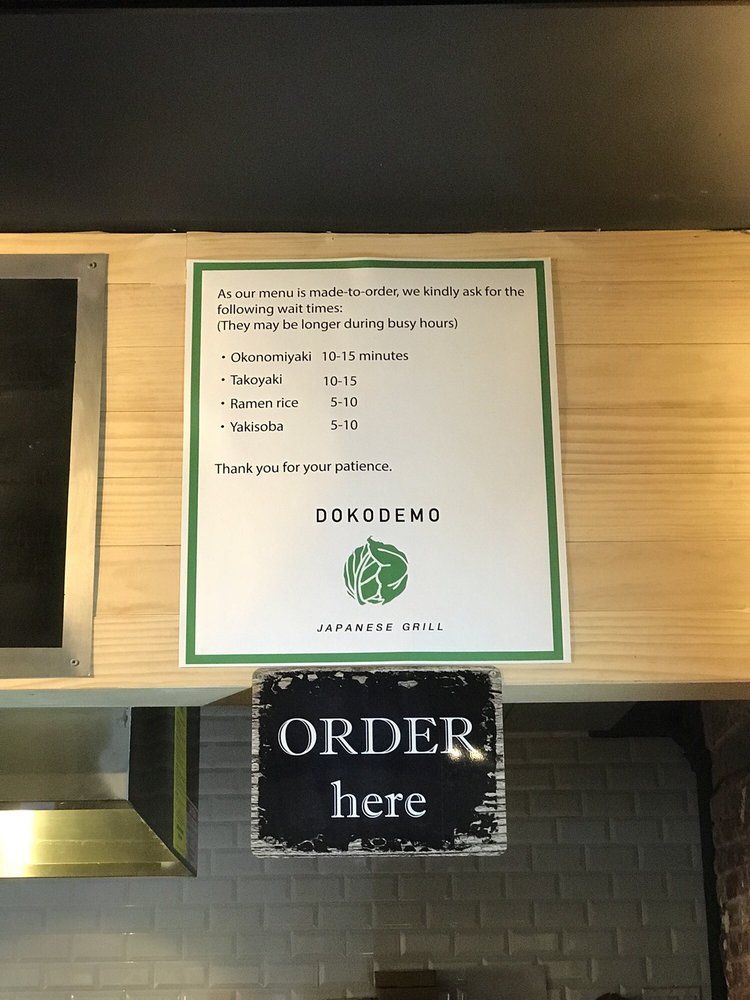 As our menu is made-to-order, we kindly ask for the
following wait times:
(They may be longer during busy hours)
・Okonomiyaki 10-15 minutes
・Takoyaki 10-15
・Ramen rice 5-10
・Yakisoba 5-10
Thank you for your patience.
DOKODEMO
JAPANESE GRILL
ORDER
here